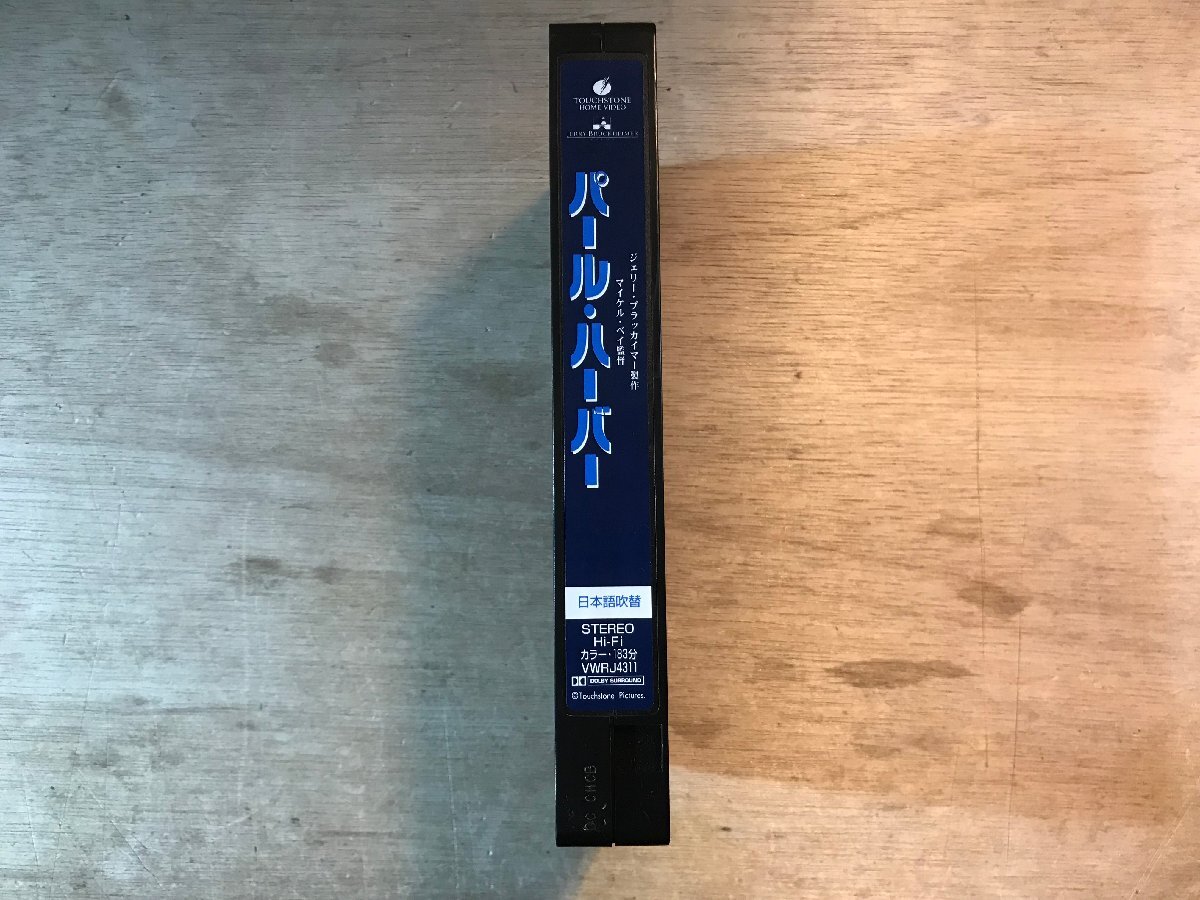 TOUCHSTONE
HOME VIDEO
JERRY BRUCKHEIMER
パール・ハーバー
ジェリー・ブラッカイマー製作
マイケル・ベイ監督
日本語吹替
STEREO
Hi-Fi
カラー・183分
VWRJ4311
DOLBY SURROUND
©Touchstone Pictures.